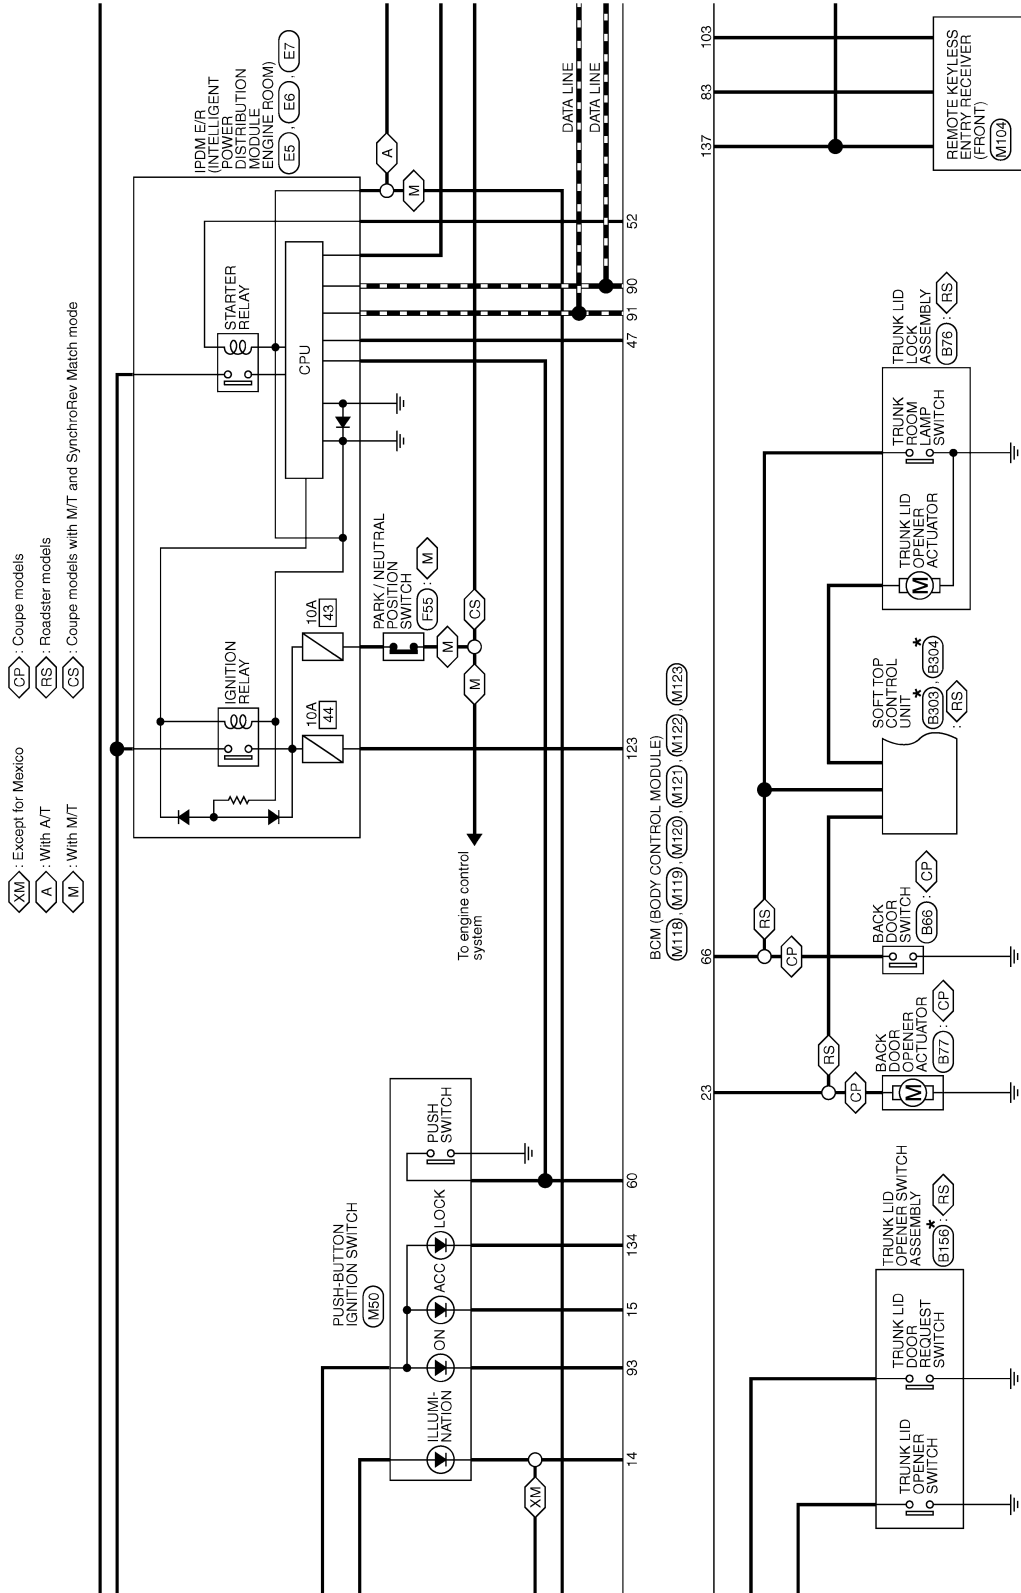 XM : Except for Mexico
A : With A/T
M : With M/T
CP : Coupe models
RS : Roadster models
CS : Coupe models with M/T and SynchroRev Match mode
IPDM E/R
(INTELLIGENT
POWER
DISTRIBUTION
MODULE
ENGINE ROOM)
E5 , E6 , E7
IGNITION
RELAY
STARTER
RELAY
CPU
10A
44
10A
43
PARK / NEUTRAL
POSITION
SWITCH
F55 : M
M
M
CS
A
M
To engine control
system
DATA LINE
DATA LINE
PUSH-BUTTON
IGNITION SWITCH
M50
ILLUMI-
NATION
ON
ACC
LOCK
PUSH
SWITCH
XM
14
93
15
134
60
123
47
91
90
52
BCM (BODY CONTROL MODULE)
M118 , M119 , M120 , M121 , M122 , M123
23
66
137
83
103
RS
CP
RS
CP
TRUNK LID
OPENER SWITCH
ASSEMBLY
B156 * : RS
TRUNK LID
OPENER
SWITCH
TRUNK LID
DOOR
REQUEST
SWITCH
BACK
DOOR
OPENER
ACTUATOR
B77 : CP
M
BACK
DOOR
SWITCH
B66 : CP
SOFT TOP
CONTROL
UNIT
B303 * , B304 *
: RS
TRUNK LID
LOCK
ASSEMBLY
B76 : RS
TRUNK LID
OPENER
ACTUATOR
M
TRUNK
ROOM
LAMP
SWITCH
REMOTE KEYLESS
ENTRY RECEIVER
(FRONT)
M104